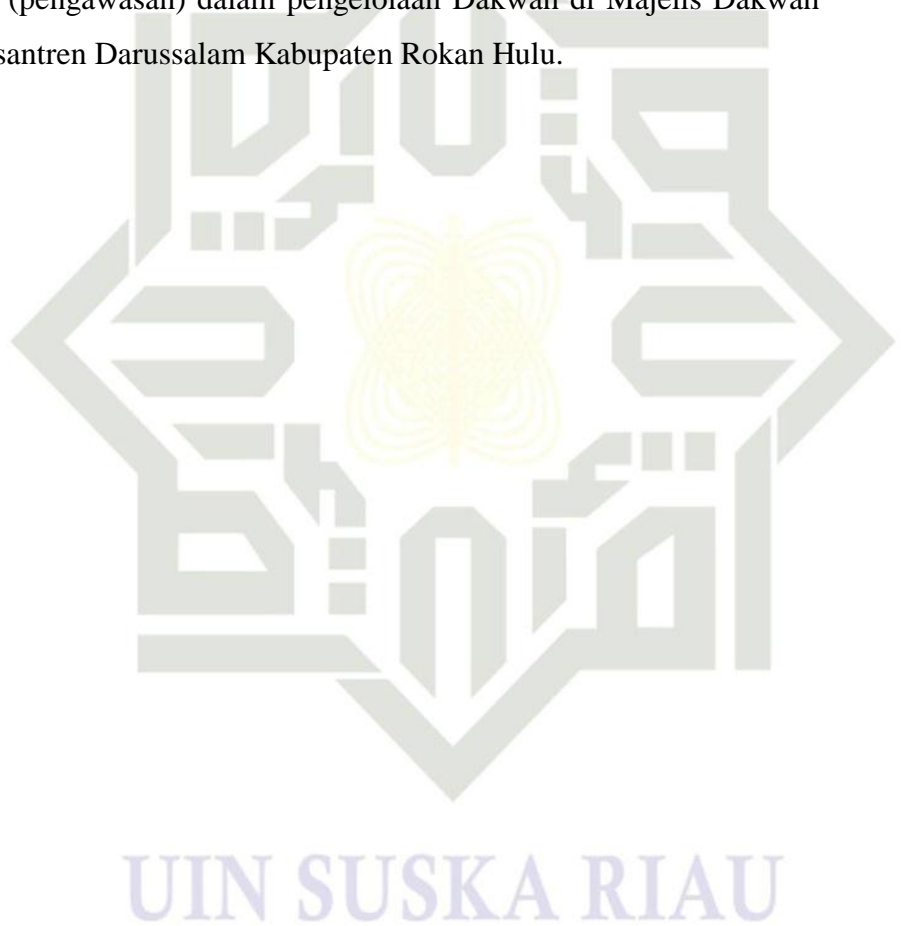 (pengawasan) dalam pengelolaan Dakwah di Majelis Dakwah
santren Darussalam Kabupaten Rokan Hulu.
UIN SUSKA RIAU